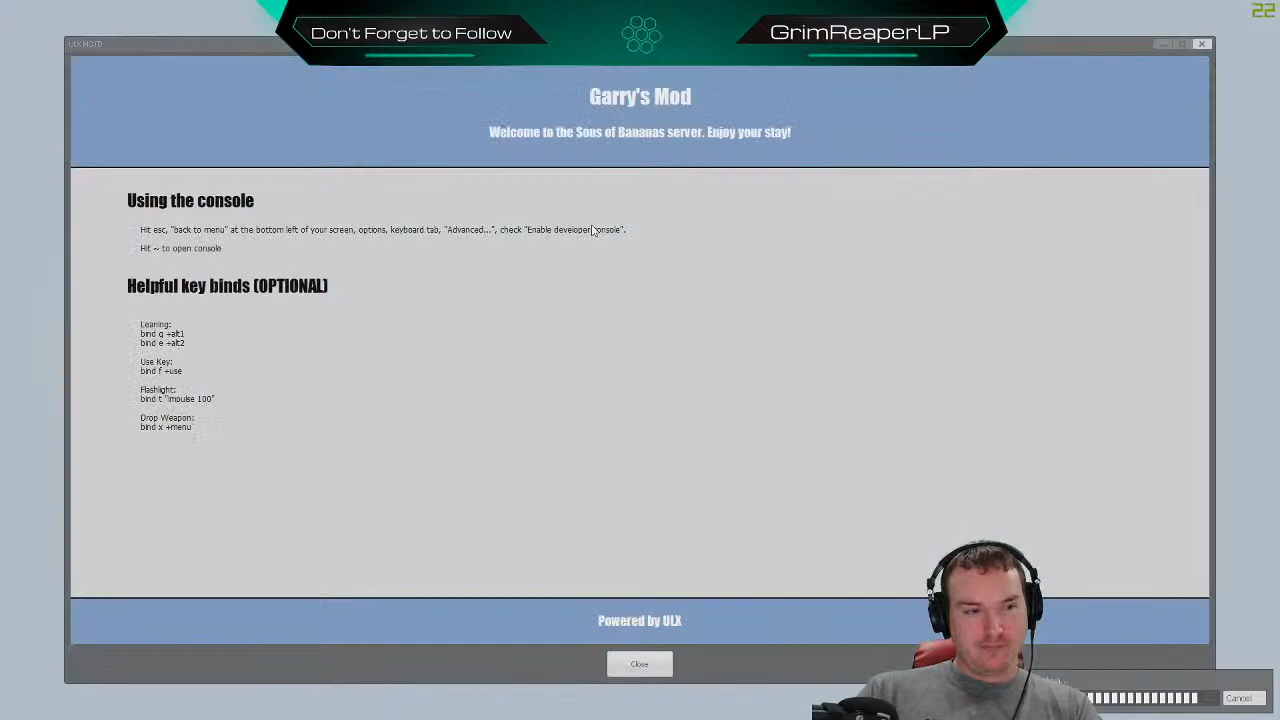 22
Don't Forget to Follow
GrimReaperLP
ULX MOTD
Garry's Mod
Welcome to the Sons of Bananas server. Enjoy your stay!
Using the console
Hit esc, "back to menu" at the bottom left of your screen, options, keyboard tab, "Advanced...", check "Enable developer console".
Hit ~ to open console
Helpful key binds (OPTIONAL)
Leaning:
bind q +alt1
bind e +alt2
Use Key:
bind f +use
Flashlight:
bind t "impulse 100"
Drop Weapon:
bind x +menu
Powered by ULX
Close
Cancel